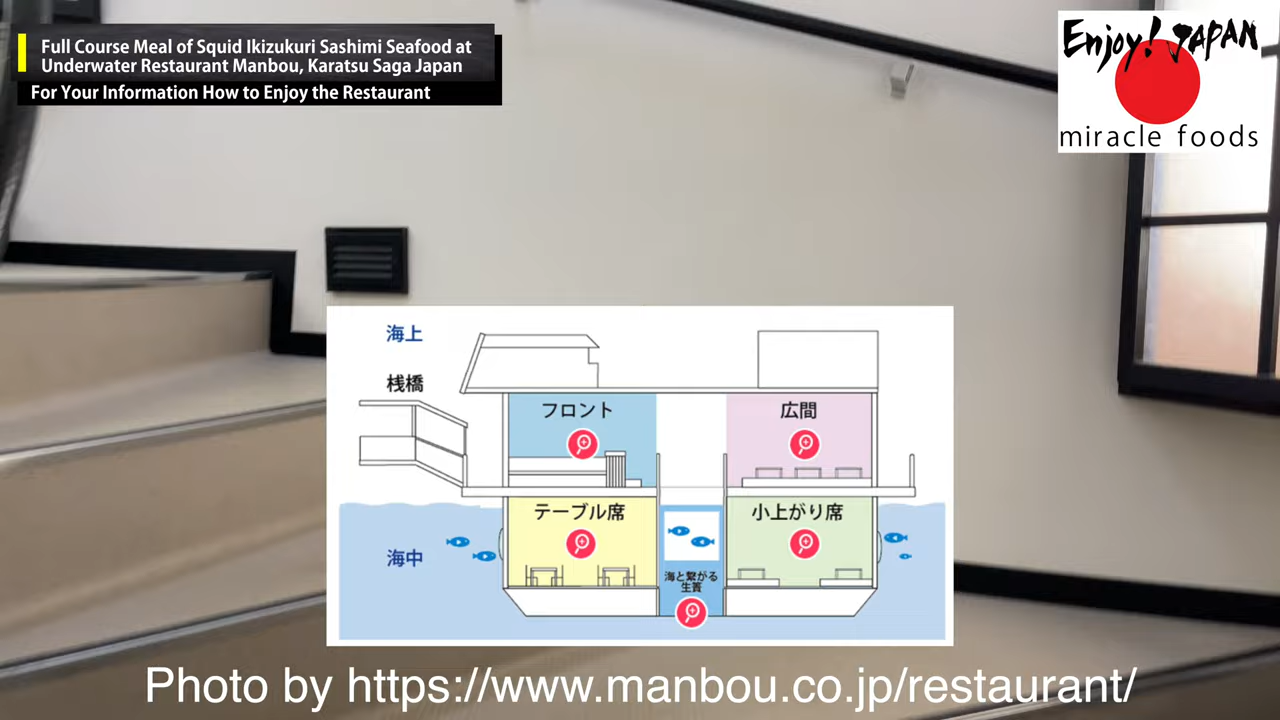 Full Course Meal of Squid Ikizukuri Sashimi Seafood at
Underwater Restaurant Manbou, Karatsu Saga Japan
For Your Information How to Enjoy the Restaurant
Enjoy! JAPAN
miracle foods
海上
桟橋
フロント
広間
テーブル席
小上がり席
海中
海と繋がる
生簀
Photo by https://www.manbou.co.jp/restaurant/